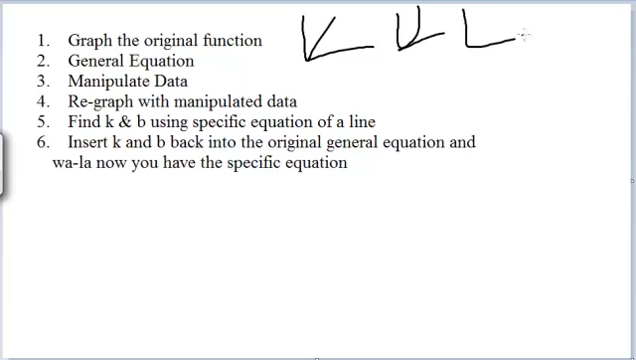 1. Graph the original function
2. General Equation
3. Manipulate Data
4. Re-graph with manipulated data
5. Find k & b using specific equation of a line
6. Insert k and b back into the original general equation and
wa-la now you have the specific equation